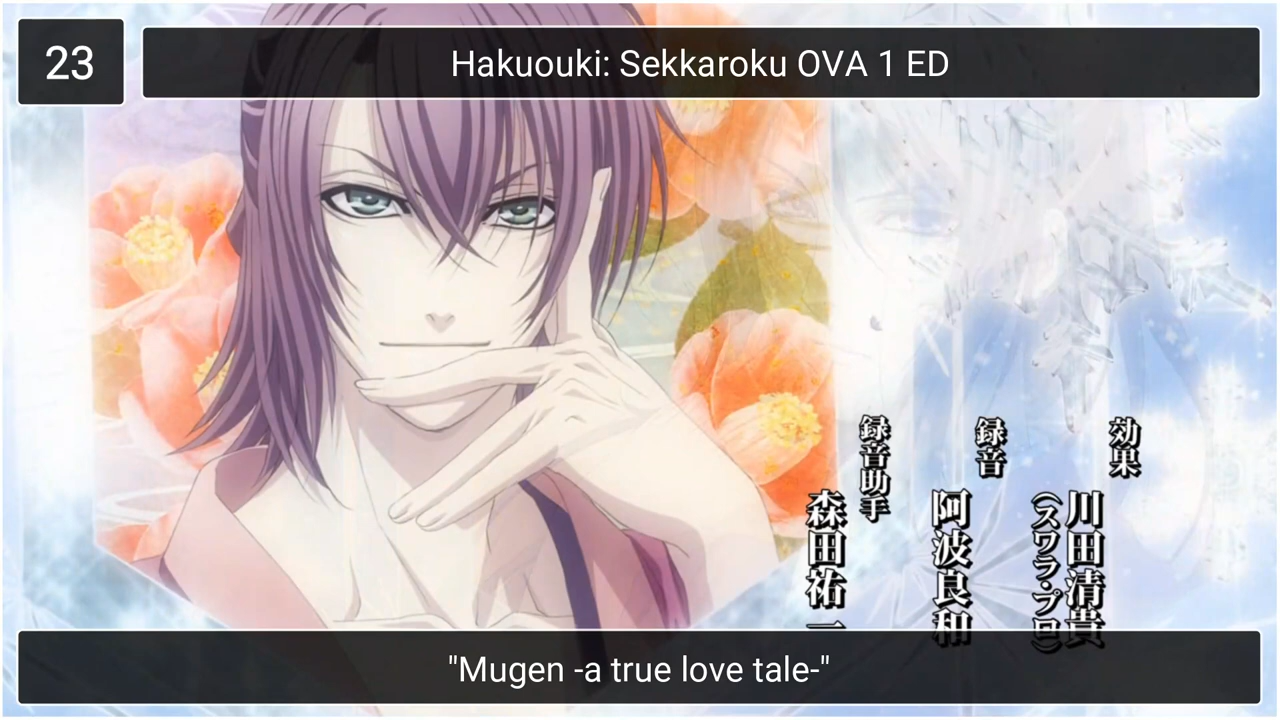 23
Hakuouki: Sekkaroku OVA 1 ED
効果
川田清貴
(スワラ・プロ)
録音
阿波良和
録音助手
森田祐一
"Mugen -a true love tale-"